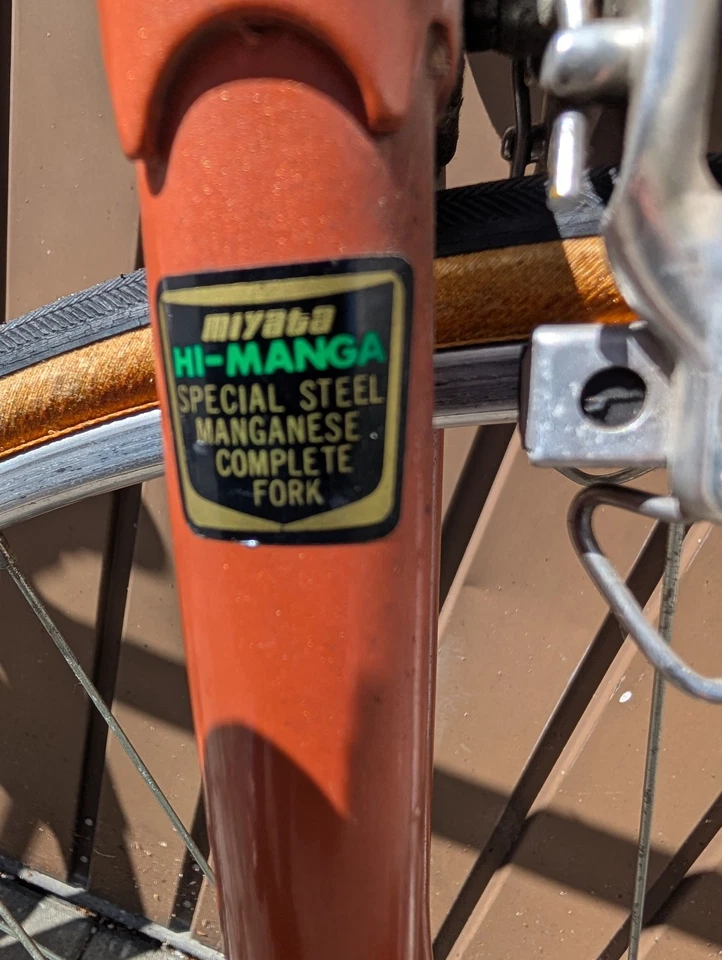 miyata
HI-MANGA
SPECIAL STEEL
MANGANESE
COMPLETE
FORK